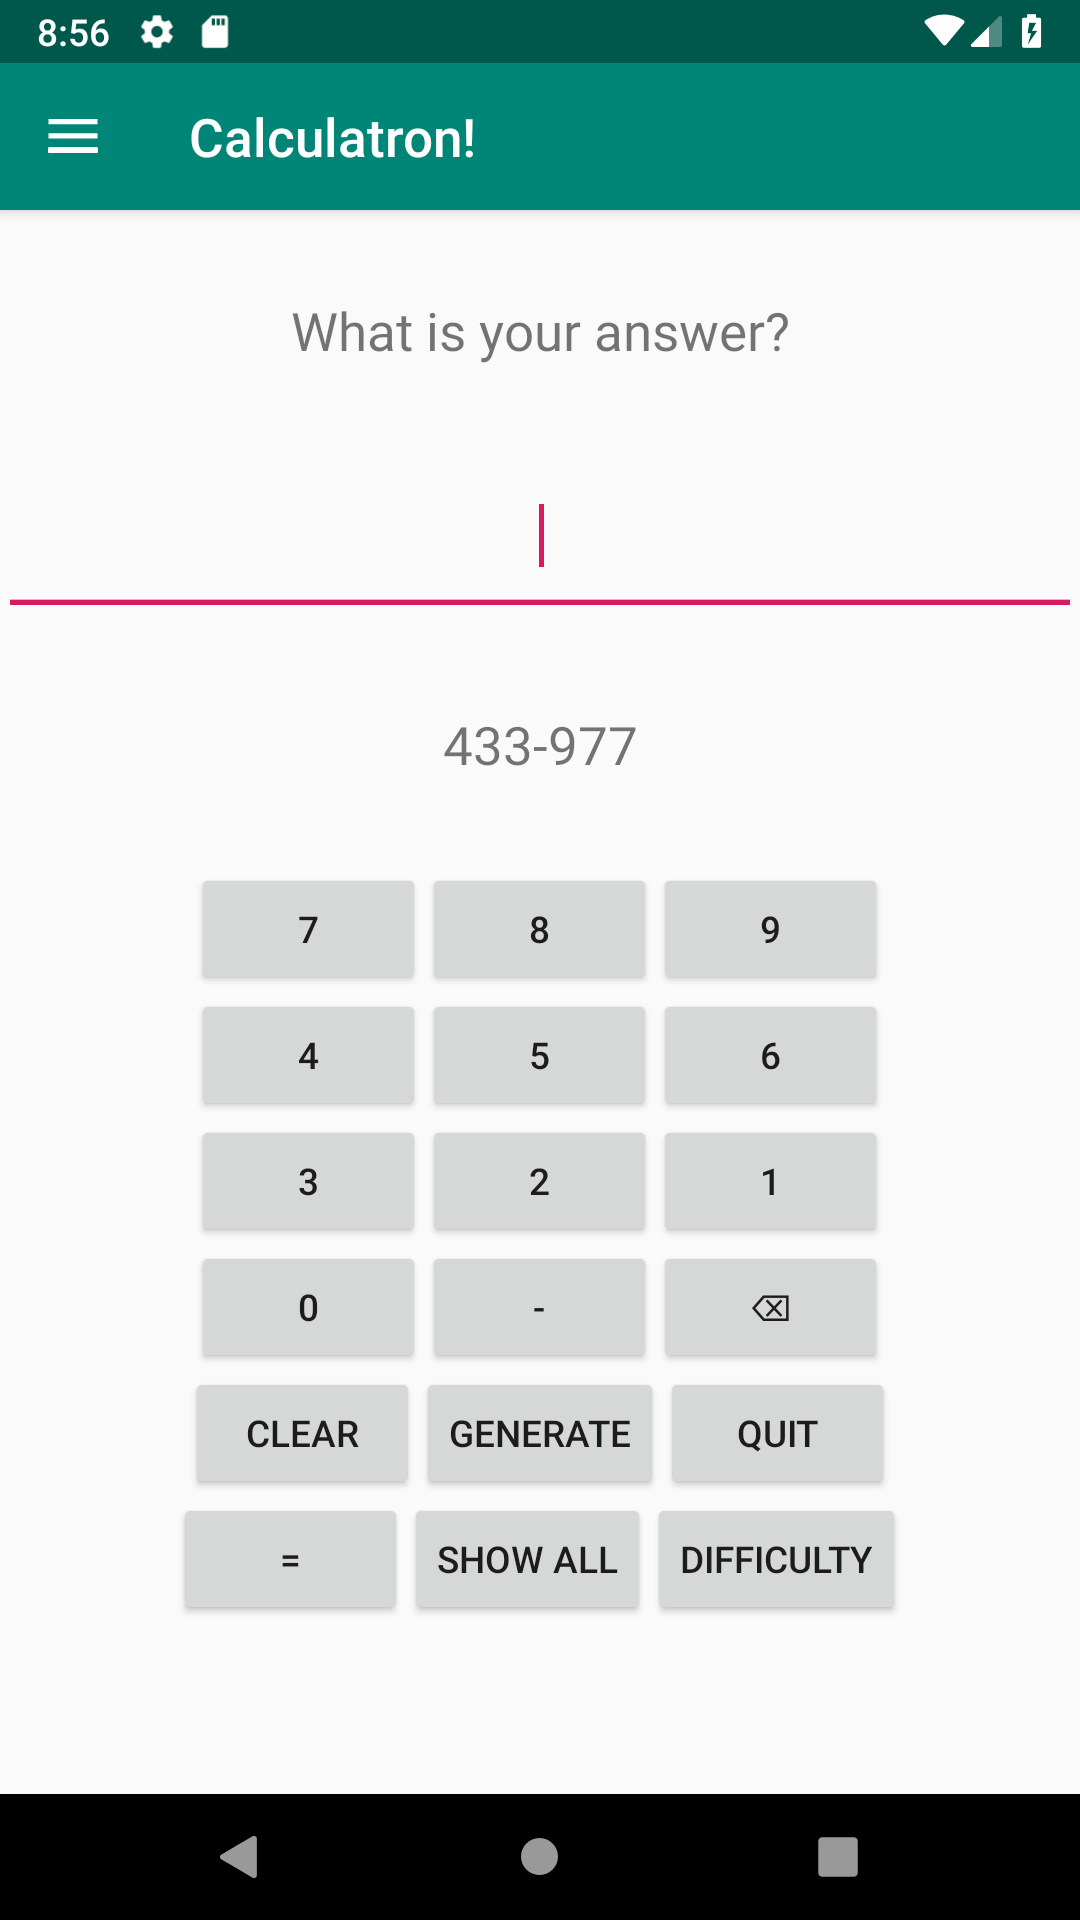 8:56
Calculatron!
What is your answer?
433-977
7 8 9
4 5 6
3 2 1
0 - ⌫
CLEAR GENERATE QUIT
= SHOW ALL DIFFICULTY